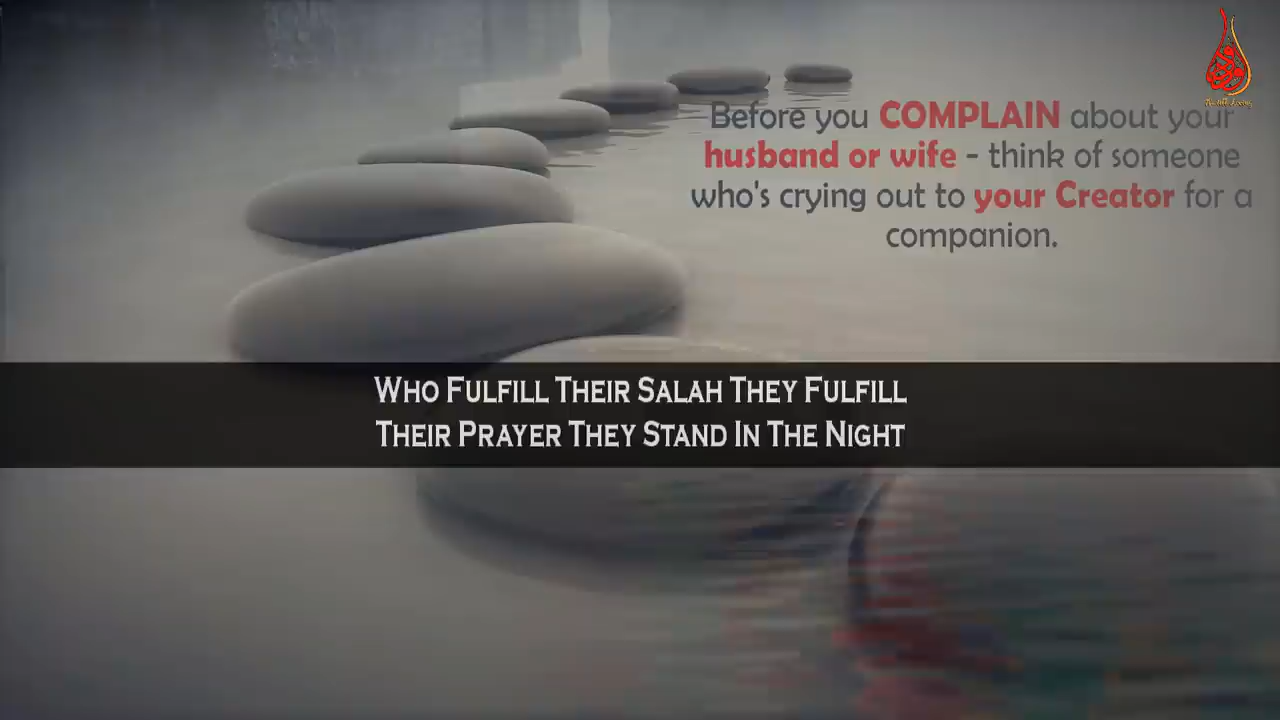 Before you COMPLAIN about your
husband or wife - think of someone
who's crying out to your Creator for a
companion.
WHO FULFILL THEIR SALAH THEY FULFILL
THEIR PRAYER THEY STAND IN THE NIGHT